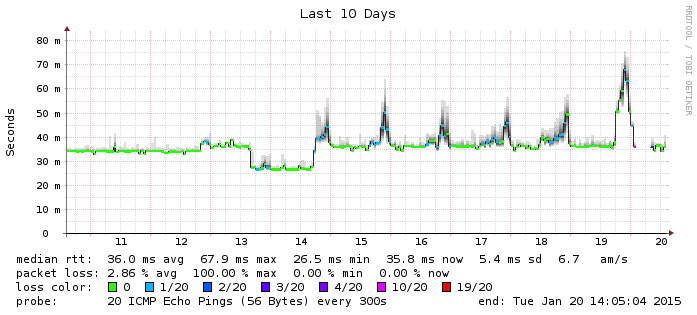 Last 10 Days
RRDTOOL / TOBI OETIKER
Seconds
80 m
70 m
60 m
50 m
40 m
30 m
20 m
10 m
0
11 12 13 14 15 16 17 18 19 20
median rtt: 36.0 ms avg 67.9 ms max 26.5 ms min 35.8 ms now 5.4 ms sd 6.7 am/s
packet loss: 2.86 % avg 100.00 % max 0.00 % min 0.00 % now
loss color: 0 1/20 2/20 3/20 4/20 10/20 19/20
probe: 20 ICMP Echo Pings (56 Bytes) every 300s end: Tue Jan 20 14:05:04 2015